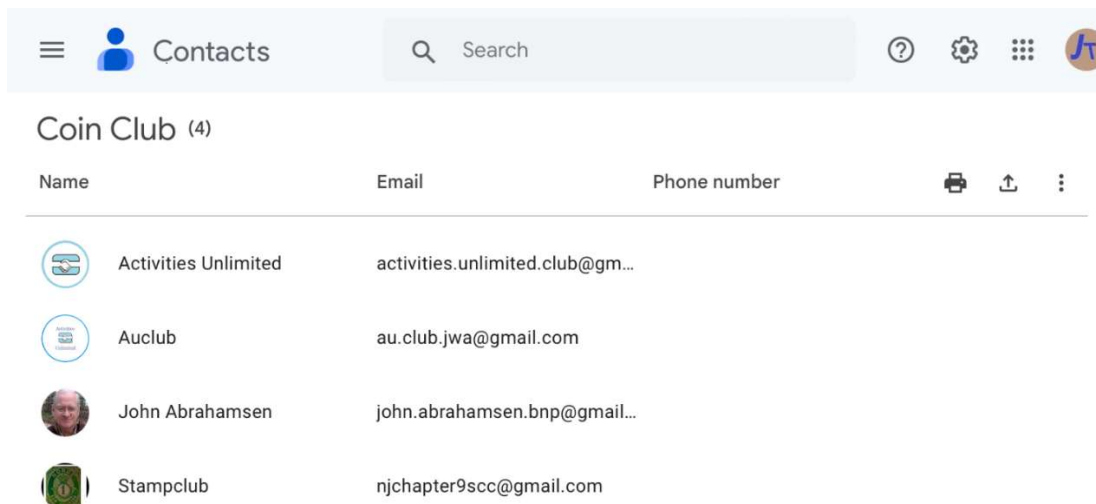 Contacts
Search
JT
Coin Club (4)
Name Email Phone number
Activities Unlimited activities.unlimited.club@gm...
Auclub au.club.jwa@gmail.com
John Abrahamsen john.abrahamsen.bnp@gmail...
Stampclub njchapter9scc@gmail.com